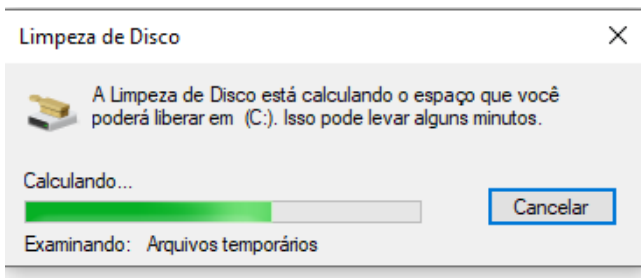 Limpeza de Disco
A Limpeza de Disco está calculando o espaço que você
poderá liberar em  (C:). Isso pode levar alguns minutos.
Calculando...
Cancelar
Examinando:   Arquivos temporários